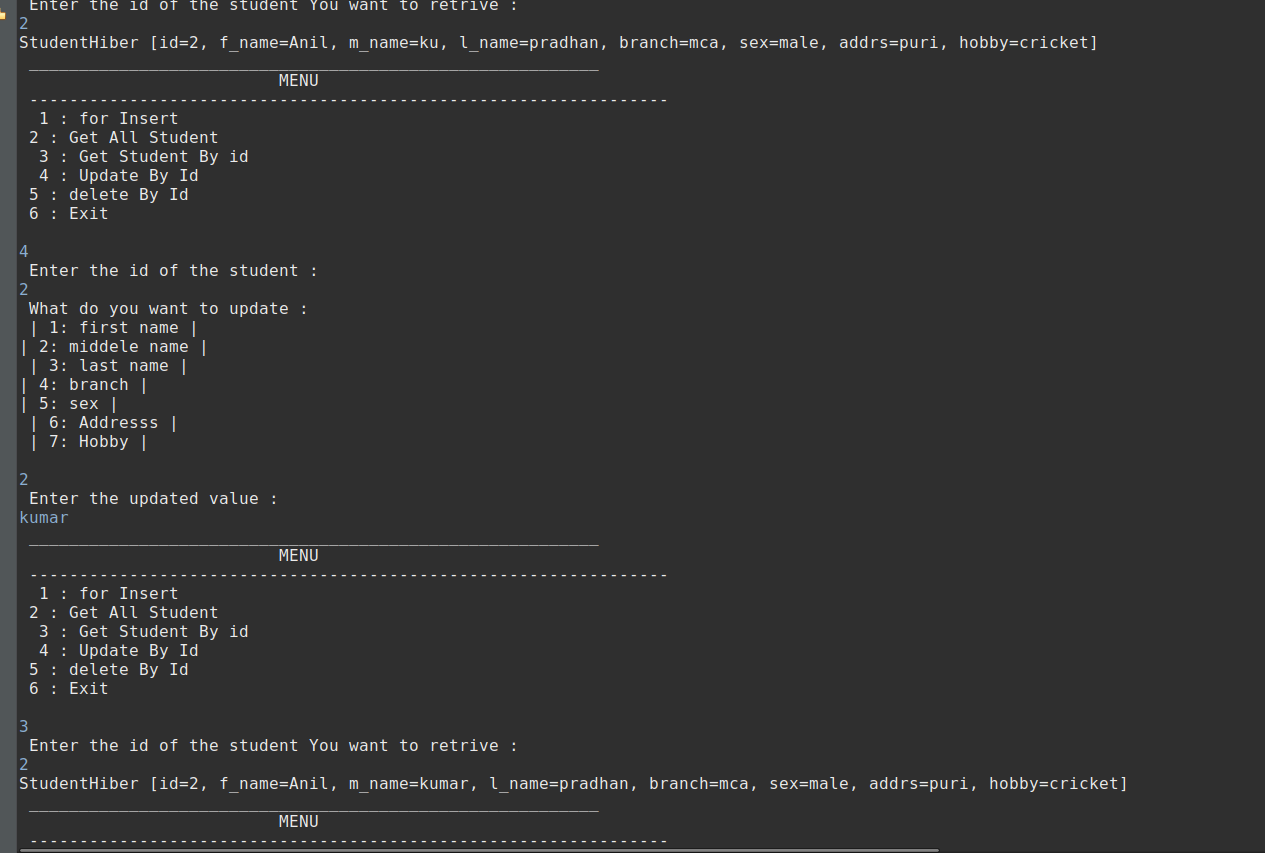 Enter the id of the student You want to retrive :
2
StudentHiber [id=2, f_name=Anil, m_name=ku, l_name=pradhan, branch=mca, sex=male, addrs=puri, hobby=cricket]
_________________________________________________________
MENU
----------------------------------------------------------------
1 : for Insert
2 : Get All Student
3 : Get Student By id
4 : Update By Id
5 : delete By Id
6 : Exit
4
Enter the id of the student :
2
What do you want to update :
| 1: first name |
| 2: middele name |
| 3: last name |
| 4: branch |
| 5: sex |
| 6: Addresss |
| 7: Hobby |
2
Enter the updated value :
kumar
_________________________________________________________
MENU
----------------------------------------------------------------
1 : for Insert
2 : Get All Student
3 : Get Student By id
4 : Update By Id
5 : delete By Id
6 : Exit
3
Enter the id of the student You want to retrive :
2
StudentHiber [id=2, f_name=Anil, m_name=kumar, l_name=pradhan, branch=mca, sex=male, addrs=puri, hobby=cricket]
_________________________________________________________
MENU
----------------------------------------------------------------